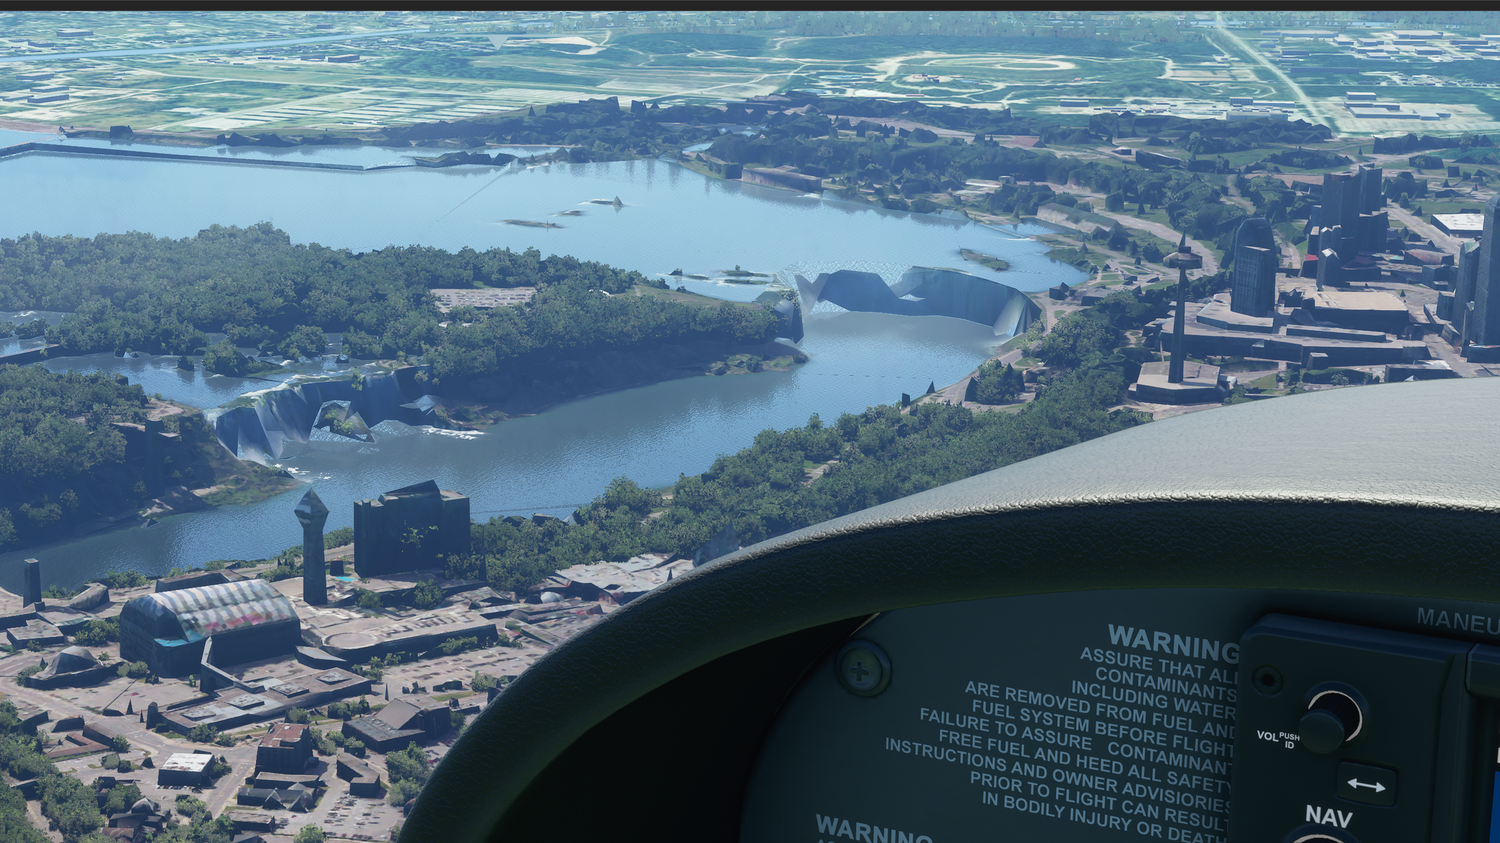 MANEU
WARNING
ASSURE THAT ALL
CONTAMINANTS
INCLUDING WATER
ARE REMOVED FROM FUEL AND
FUEL SYSTEM BEFORE FLIGHT
FAILURE TO ASSURE CONTAMINANT
FREE FUEL AND HEED ALL SAFETY
INSTRUCTIONS AND OWNER ADVISIORIES
PRIOR TO FLIGHT CAN RESULT
IN BODILY INJURY OR DEATH
WARNING
VOL PUSH
ID
NAV